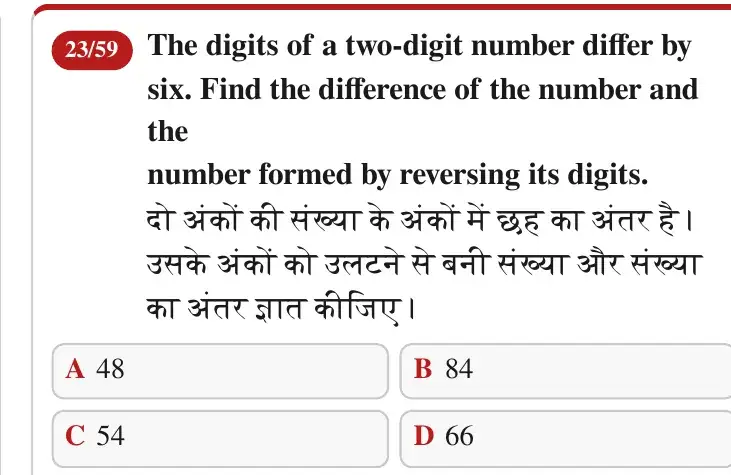 23/59 The digits of a two-digit number differ by
six. Find the difference of the number and
the
number formed by reversing its digits.
दो अंकों की संख्या के अंकों में छह का अंतर है।
उसके अंकों को उलटने से बनी संख्या और संख्या
का अंतर ज्ञात कीजिए।
A 48
B 84
C 54
D 66